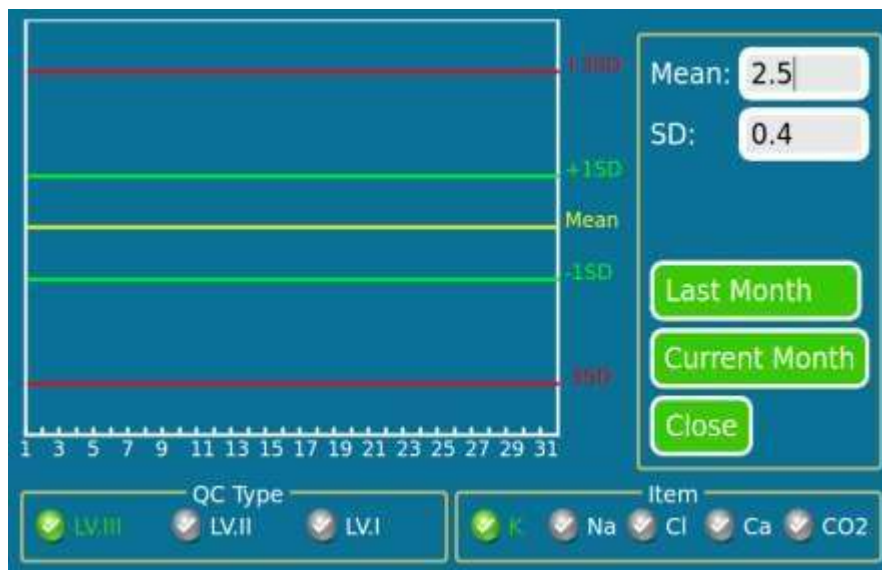 +3SD
Mean: 2.5
SD: 0.4
+1SD
Mean
-1SD
-3SD
Last Month
Current Month
Close
1 3 5 7 9 11 13 15 17 19 21 23 25 27 29 31
QC Type
LV.III LV.II LV.I
Item
K Na Cl Ca CO2